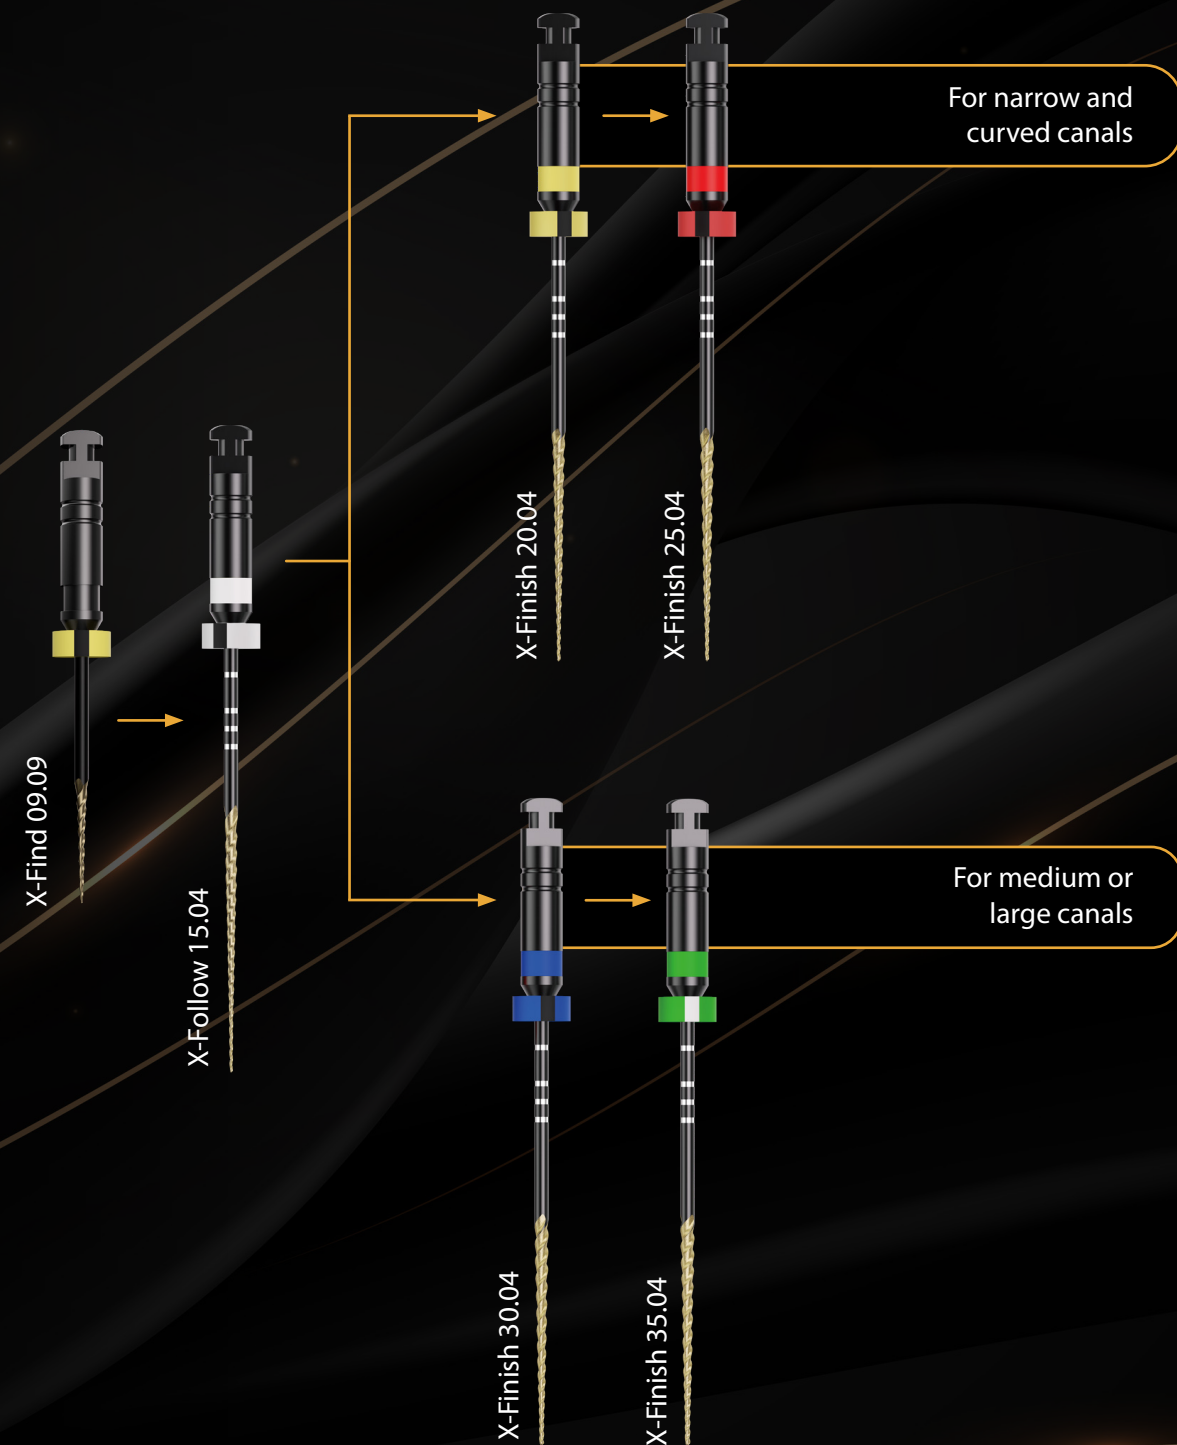 For narrow and
curved canals
X-Finish 20.04
X-Finish 25.04
X-Find 09.09
X-Follow 15.04
For medium or
large canals
X-Finish 30.04
X-Finish 35.04